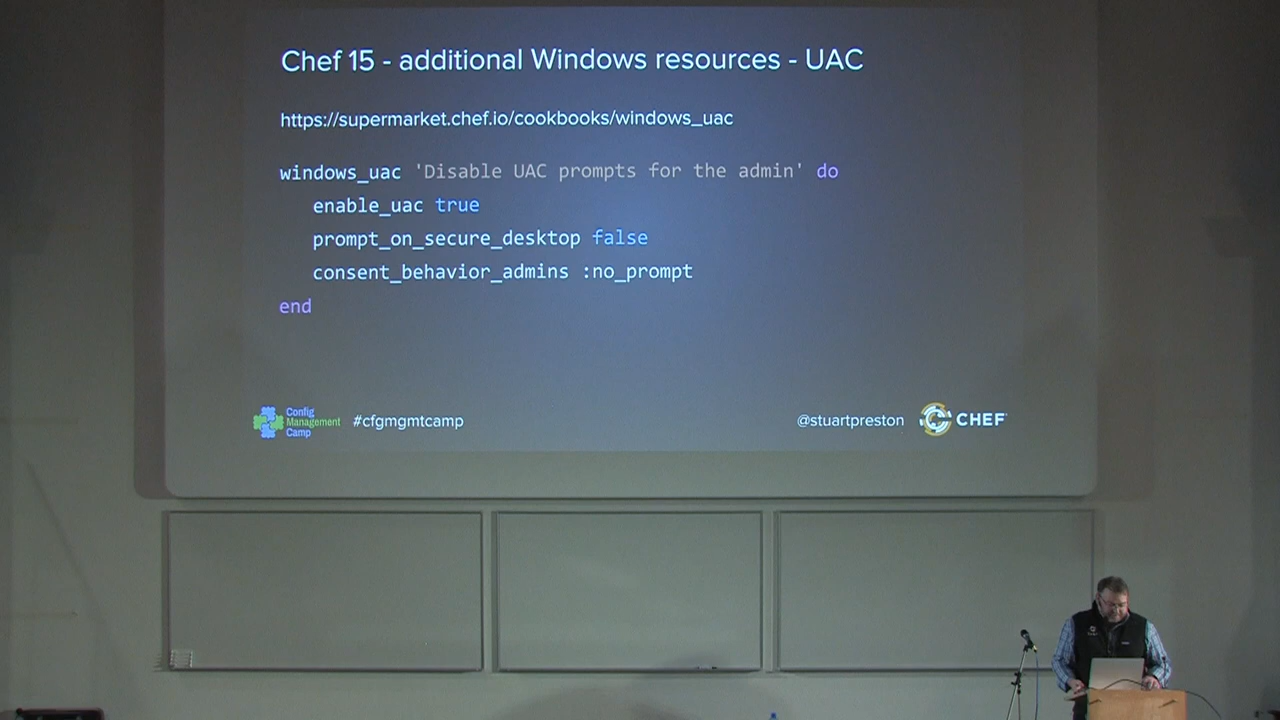 Chef 15 - additional Windows resources - UAC
https://supermarket.chef.io/cookbooks/windows_uac
windows_uac 'Disable UAC prompts for the admin' do
enable_uac true
prompt_on_secure_desktop false
consent_behavior_admins :no_prompt
end
Config
Management
Camp
#cfgmgmtcamp
@stuartpreston
CHEF